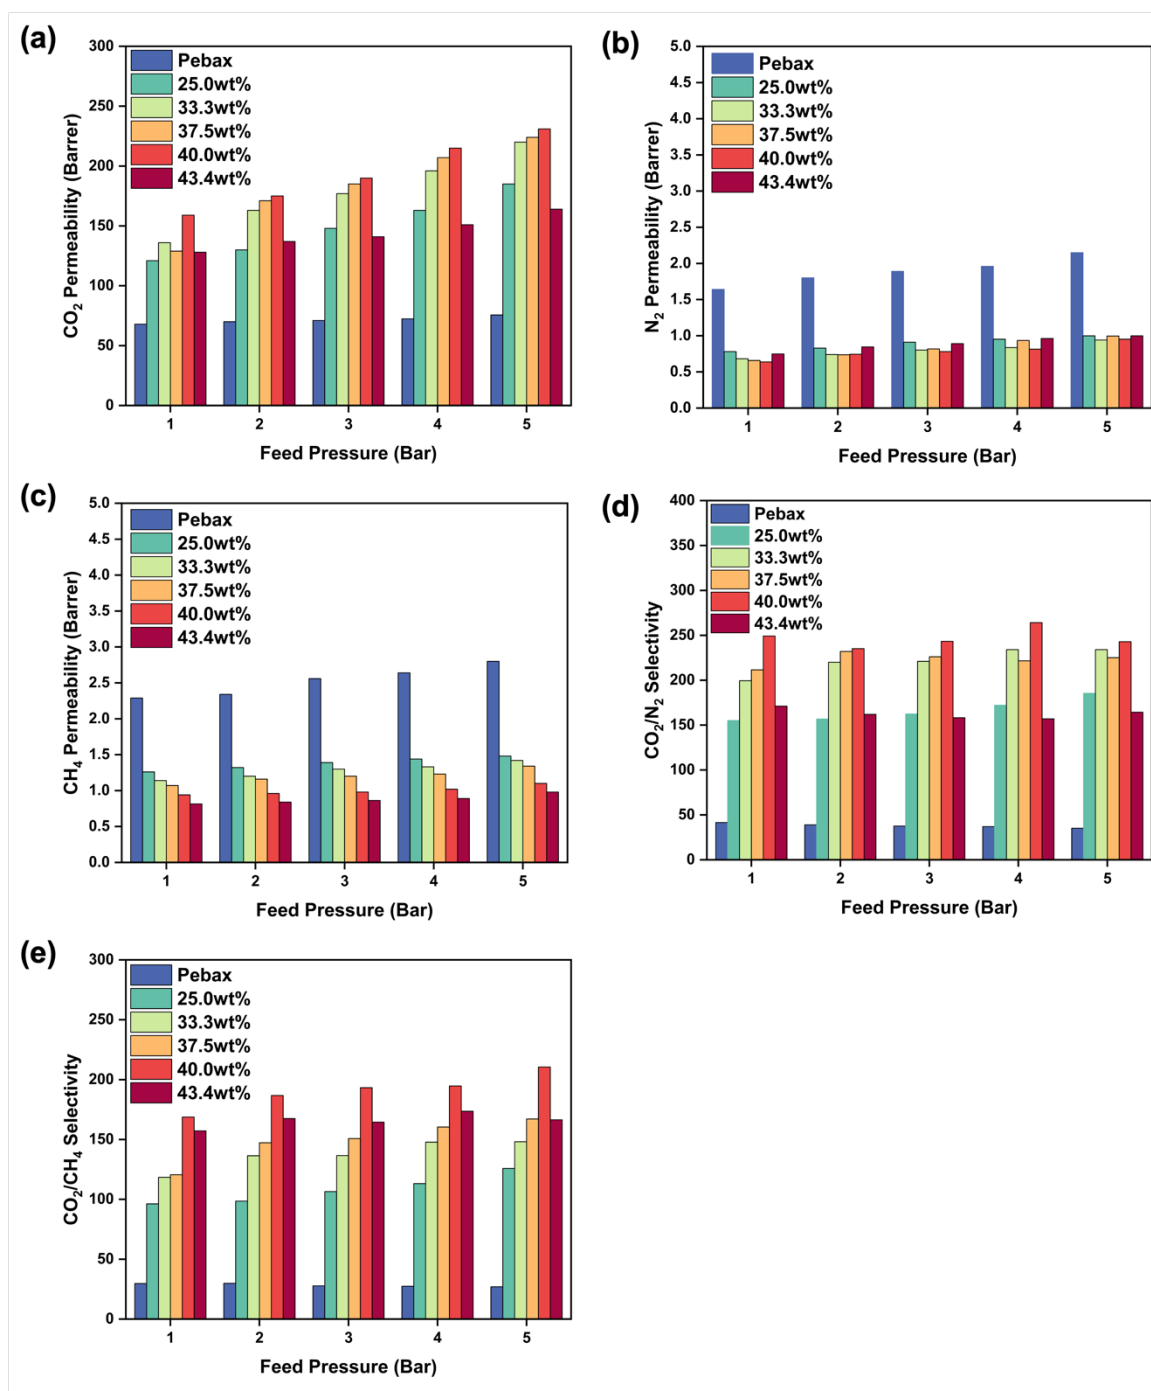 (a)
300
250
200
150
100
50
0
CO₂ Permeability (Barrer)
Pebax
25.0wt%
33.3wt%
37.5wt%
40.0wt%
43.4wt%
1 2 3 4 5
Feed Pressure (Bar)
(b)
5.0
4.5
4.0
3.5
3.0
2.5
2.0
1.5
1.0
0.5
0.0
N₂ Permeability (Barrer)
Pebax
25.0wt%
33.3wt%
37.5wt%
40.0wt%
43.4wt%
1 2 3 4 5
Feed Pressure (Bar)
(c)
5.0
4.5
4.0
3.5
3.0
2.5
2.0
1.5
1.0
0.5
0.0
CH₄ Permeability (Barrer)
Pebax
25.0wt%
33.3wt%
37.5wt%
40.0wt%
43.4wt%
1 2 3 4 5
Feed Pressure (Bar)
(d)
400
350
300
250
200
150
100
50
0
CO₂/N₂ Selectivity
Pebax
25.0wt%
33.3wt%
37.5wt%
40.0wt%
43.4wt%
1 2 3 4 5
Feed Pressure (Bar)
(e)
300
250
200
150
100
50
0
CO₂/CH₄ Selectivity
Pebax
25.0wt%
33.3wt%
37.5wt%
40.0wt%
43.4wt%
1 2 3 4 5
Feed Pressure (Bar)